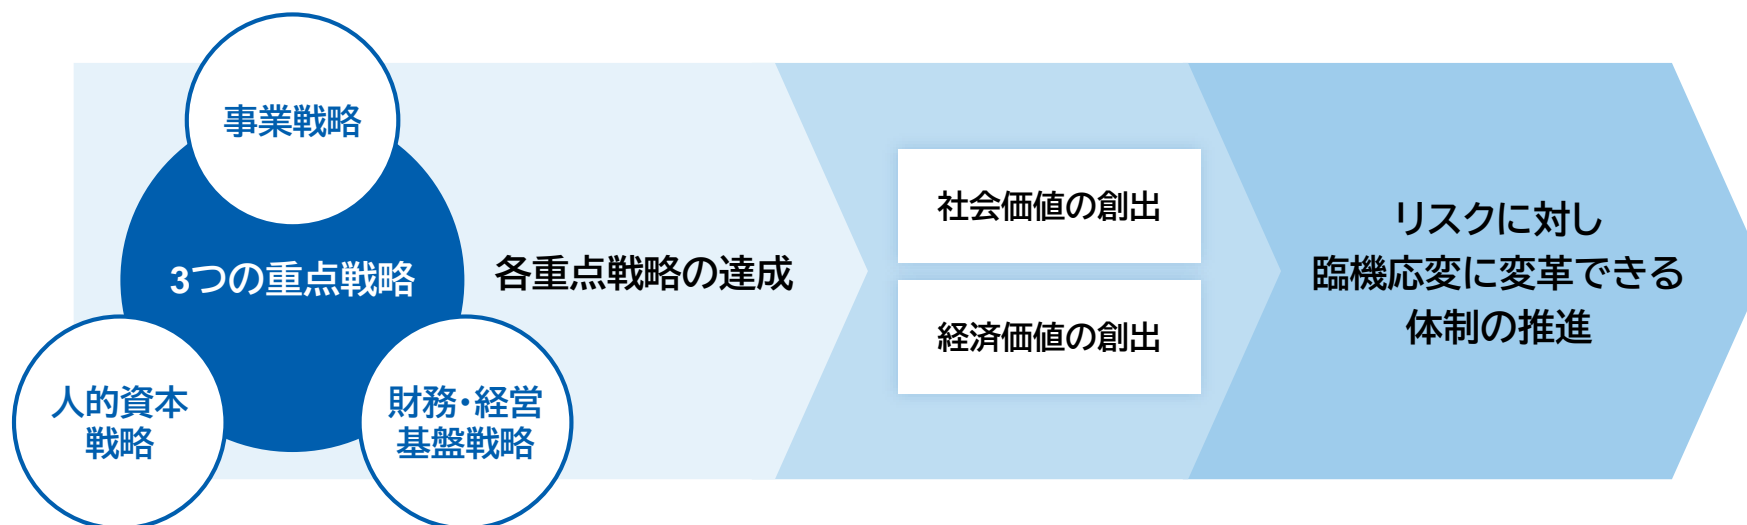 事業戦略
3つの重点戦略
人的資本
戦略
財務・経営
基盤戦略
各重点戦略の達成
社会価値の創出
経済価値の創出
リスクに対し
臨機応変に変革できる
体制の推進